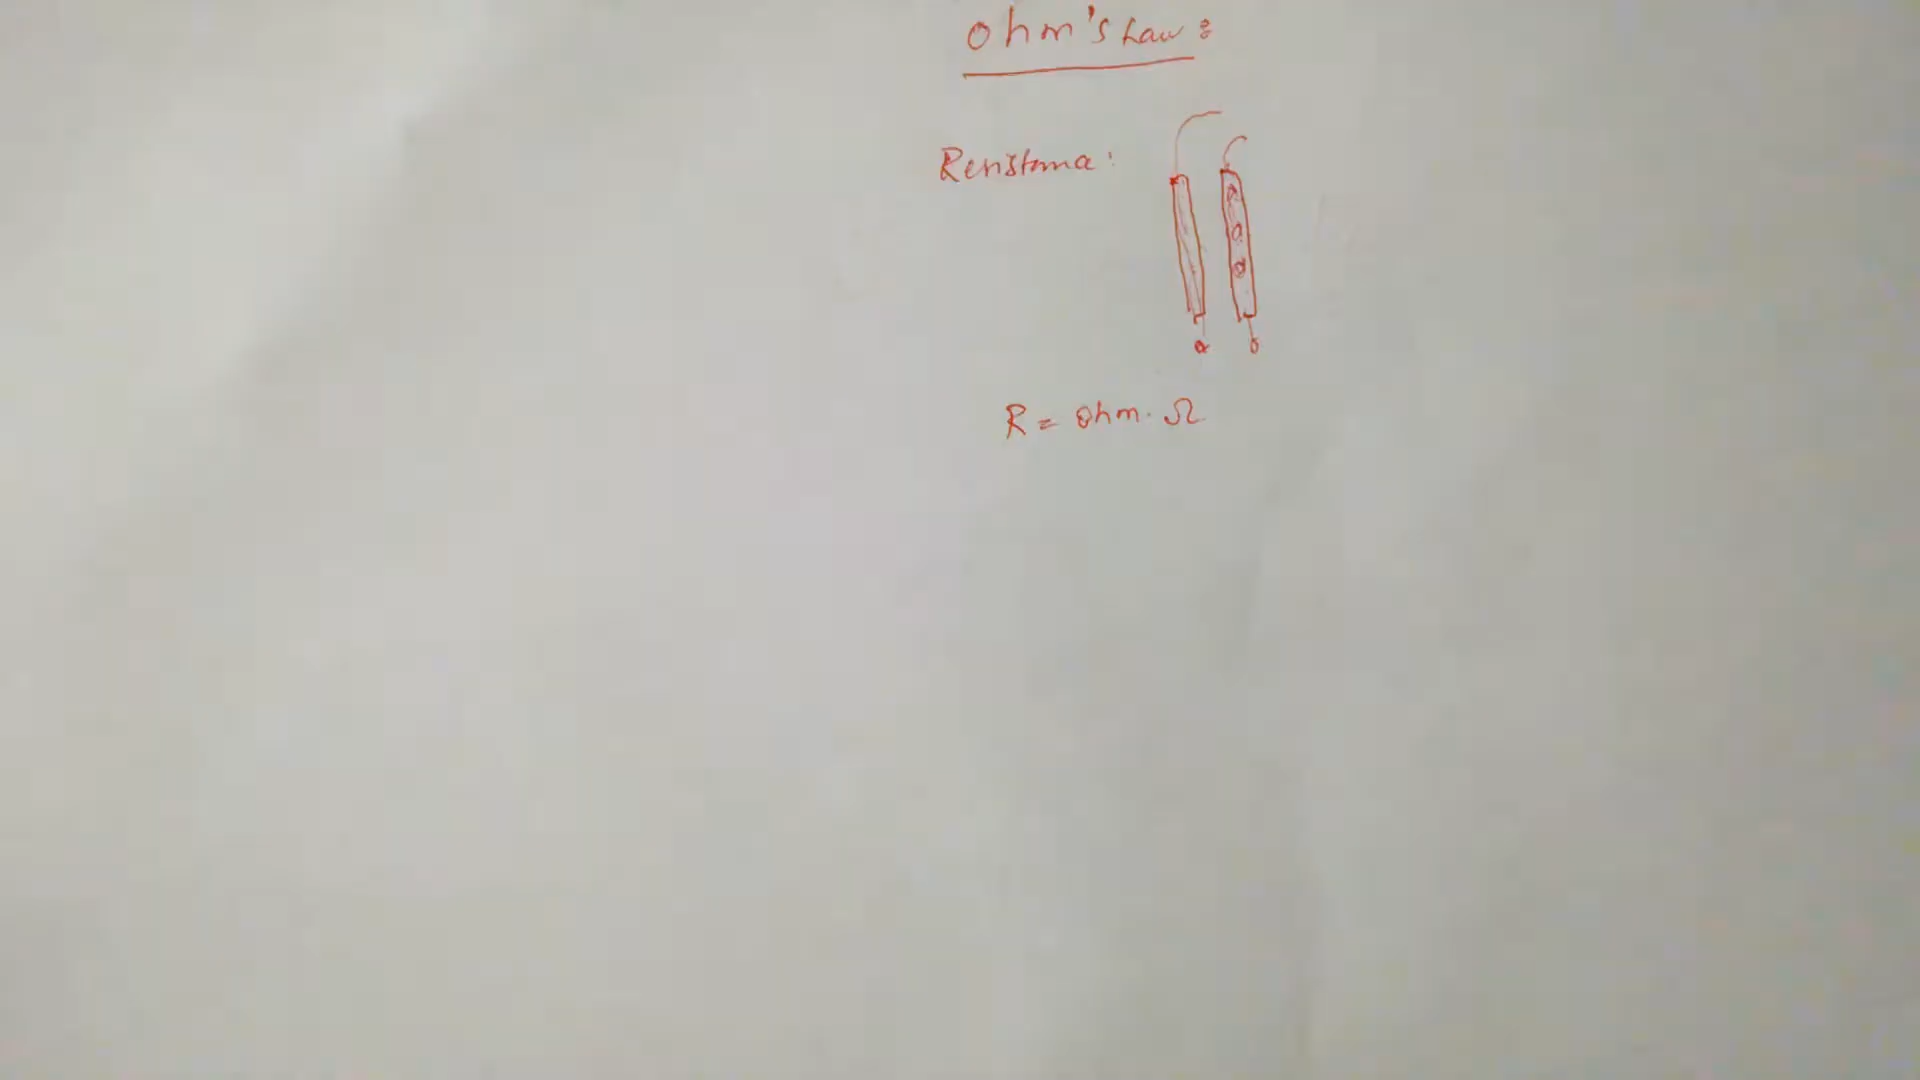 ohm's Law:
Resistance:
R = ohm. Ω